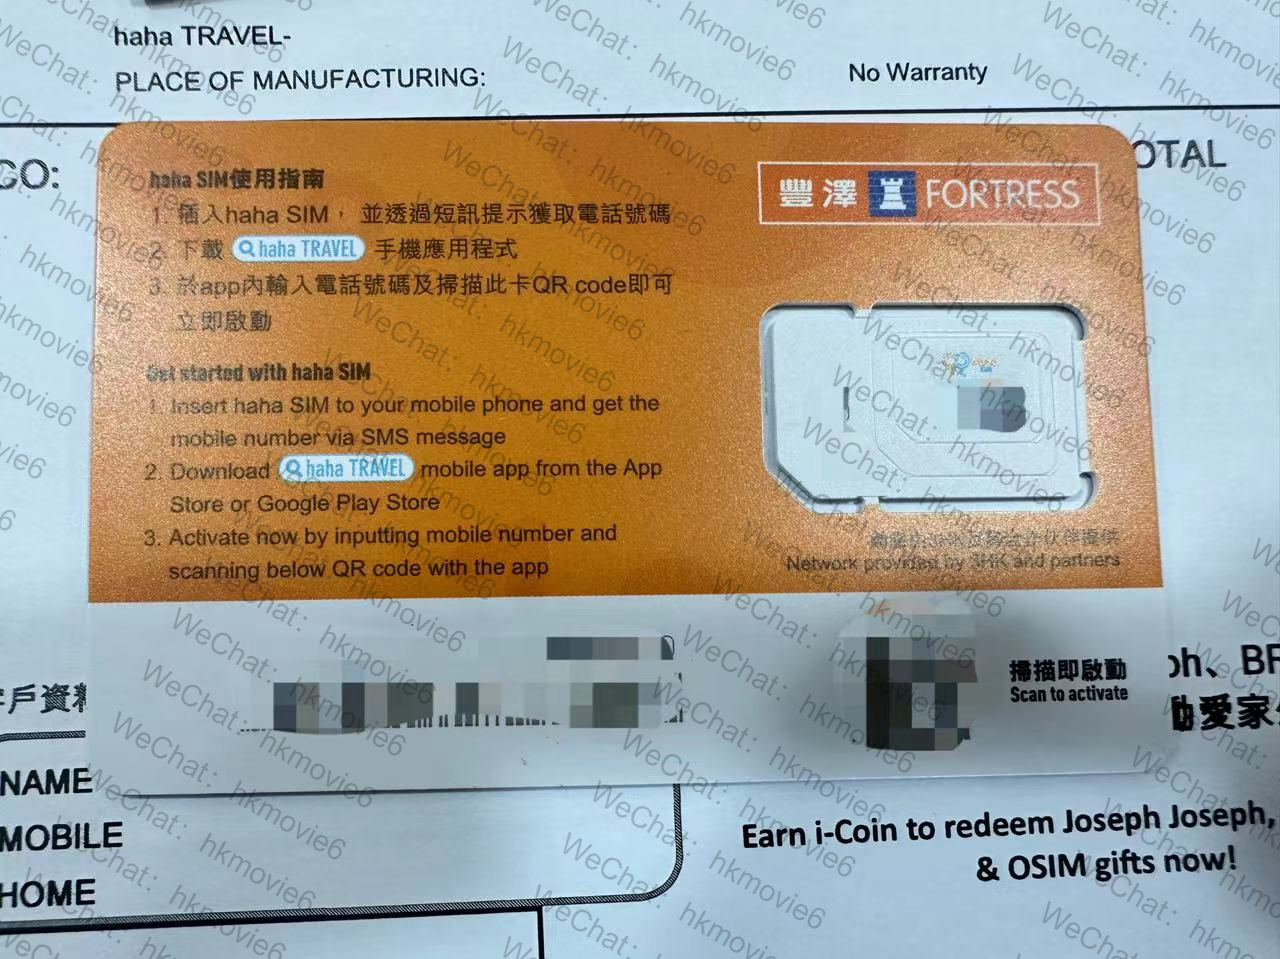 haha TRAVEL-
PLACE OF MANUFACTURING:
No Warranty
GO:
OTAL
haha SIM使用指南
1. 插入haha SIM， 並透過短訊提示獲取電話號碼
2. 下載 haha TRAVEL 手機應用程式
3. 於app內輸入電話號碼及掃描此卡QR code即可
立即啟動
Get started with haha SIM
1. Insert haha SIM to your mobile phone and get the
mobile number via SMS message
2. Download haha TRAVEL mobile app from the App
Store or Google Play Store
3. Activate now by inputting mobile number and
scanning below QR code with the app
豐澤 FORTRESS
Network provided by 3HK and partners
掃描即啟動
Scan to activate
戶資料
NAME
MOBILE
HOME
ph、BR
動愛家
Earn i-Coin to redeem Joseph Joseph,
& OSIM gifts now!
WeChat: hkmovie6